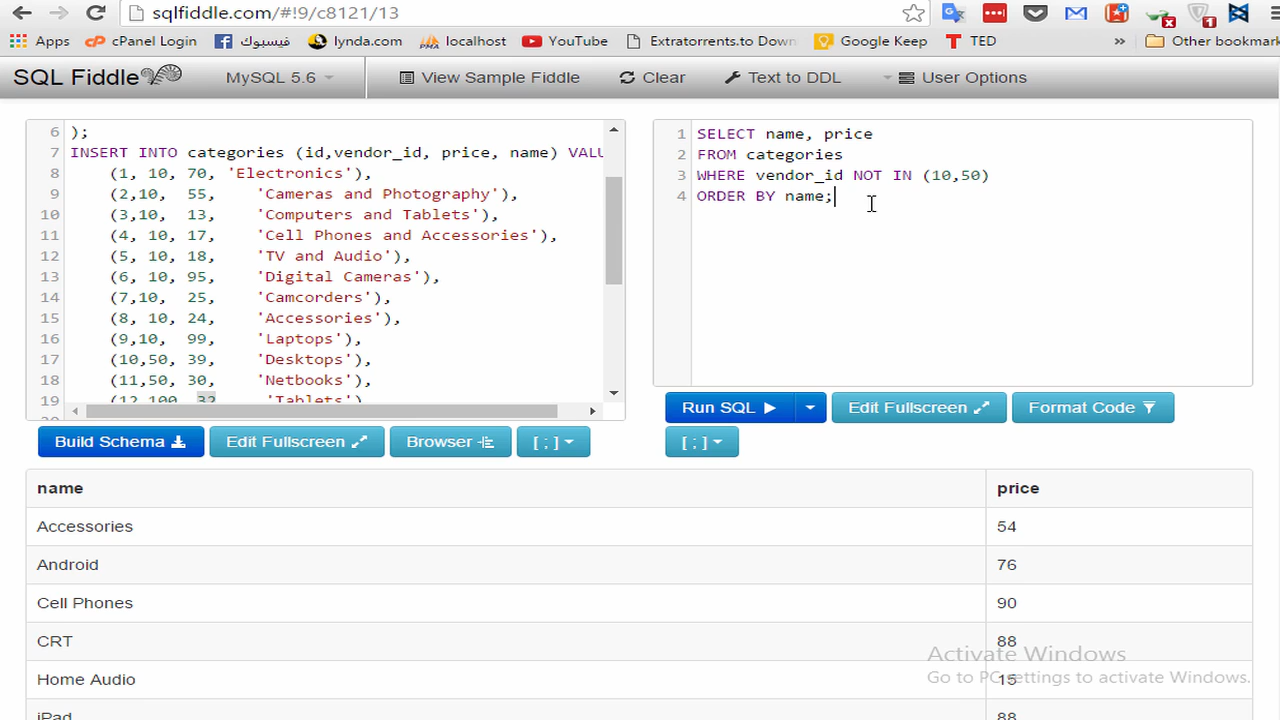 sqlfiddle.com/#!9/c8121/13
Apps cPanel Login فيسبوك lynda.com localhost YouTube Extratorrents.to Down Google Keep TED » Other bookmar
SQL Fiddle MySQL 5.6 View Sample Fiddle Clear Text to DDL User Options
6 );
7 INSERT INTO categories (id,vendor_id, price, name) VALU
8 (1, 10, 70, 'Electronics'),
9 (2,10, 55, 'Cameras and Photography'),
10 (3,10, 13, 'Computers and Tablets'),
11 (4, 10, 17, 'Cell Phones and Accessories'),
12 (5, 10, 18, 'TV and Audio'),
13 (6, 10, 95, 'Digital Cameras'),
14 (7,10, 25, 'Camcorders'),
15 (8, 10, 24, 'Accessories'),
16 (9,10, 99, 'Laptops'),
17 (10,50, 39, 'Desktops'),
18 (11,50, 30, 'Netbooks'),
19 (12,100, 32, 'Tablets')
1 SELECT name, price
2 FROM categories
3 WHERE vendor_id NOT IN (10,50)
4 ORDER BY name;
Run SQL Edit Fullscreen Format Code
[ ; ]
Build Schema Edit Fullscreen Browser [ ; ]
name price
Accessories 54
Android 76
Cell Phones 90
CRT 88
Home Audio 15
iPad 88
Activate Windows
Go to PC settings to activate Windows.